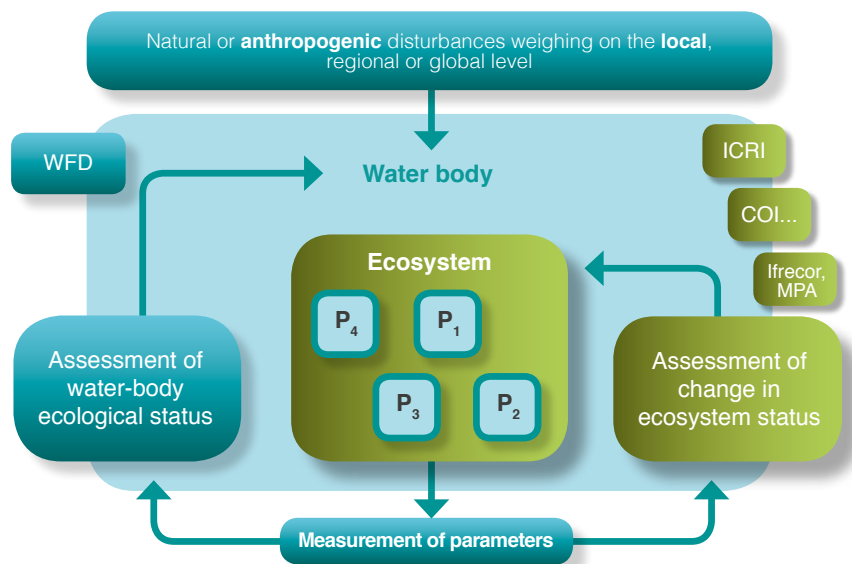 Natural or anthropogenic disturbances weighing on the local,
regional or global level
WFD
Water body
ICRI
COI...
Ifrecor,
MPA
Ecosystem
P4
P1
P3
P2
Assessment of
water-body
ecological status
Assessment of
change in
ecosystem status
Measurement of parameters